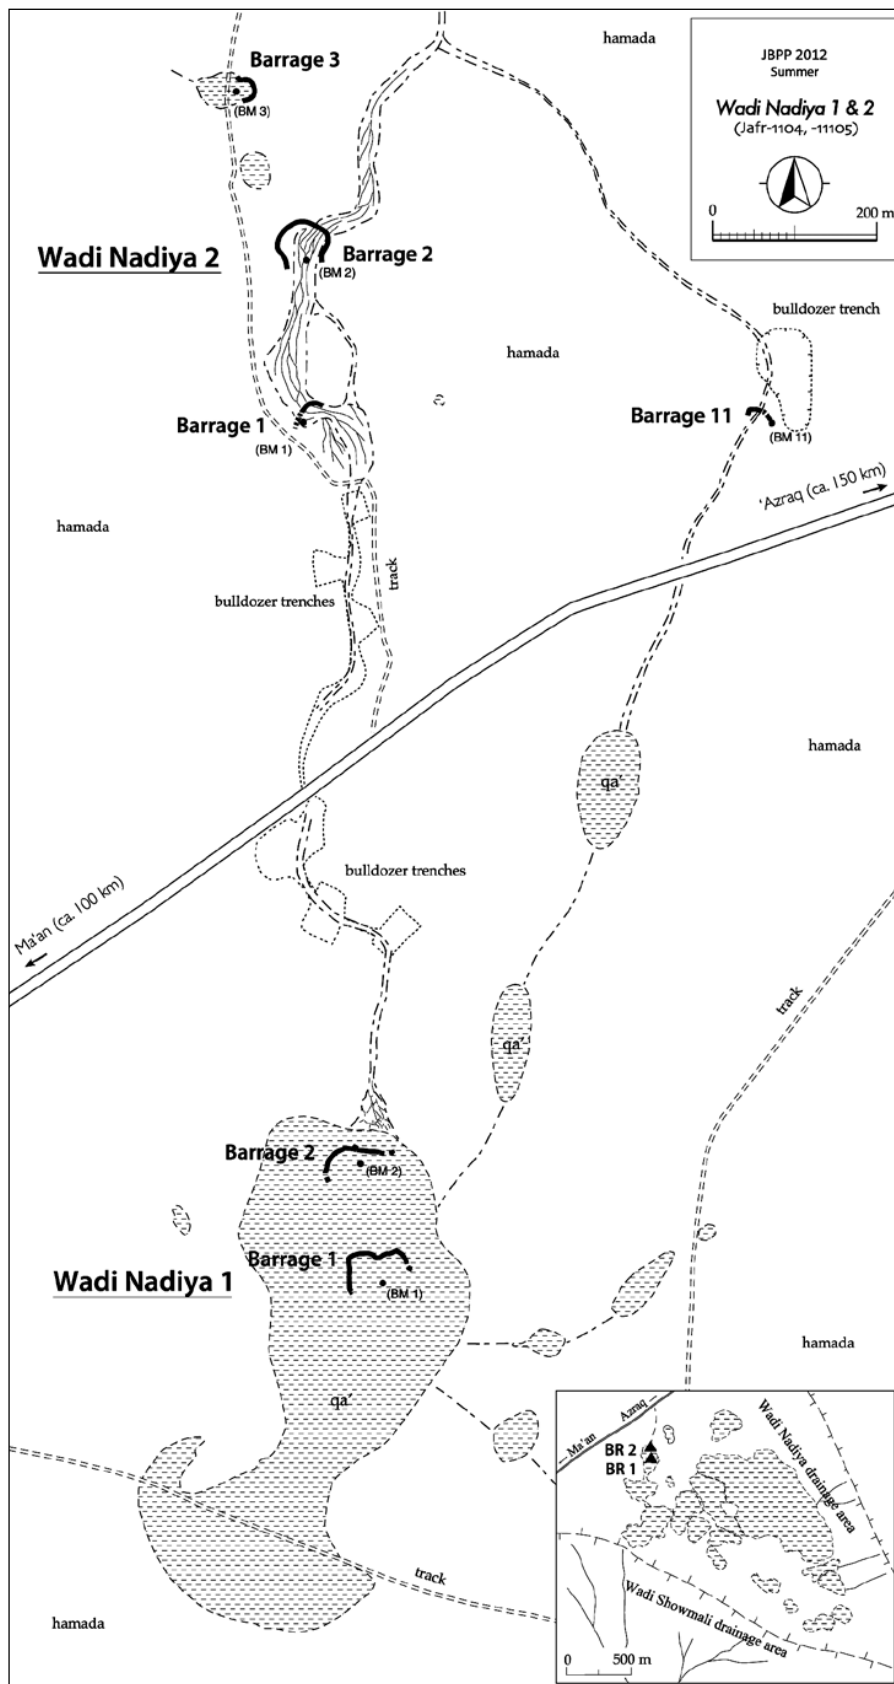 hamada
JBPP 2012
Summer
Wadi Nadiya 1 & 2
(Jafr-1104, -11105)
0
200 m
Barrage 3
(BM 3)
Wadi Nadiya 2
Barrage 2
(BM 2)
bulldozer trench
hamada
Barrage 1
(BM 1)
Barrage 11
(BM 11)
'Azraq (ca. 150 km)
hamada
track
bulldozer trenches
hamada
qa'
bulldozer trenches
Ma'an (ca. 100 km)
track
qa'
Barrage 2
(BM 2)
Barrage 1
(BM 1)
Wadi Nadiya 1
hamada
qa'
track
hamada
Ma'an
Azraq
BR 2
BR 1
Wadi Nadiya drainage area
Wadi Showmali drainage area
0
500 m